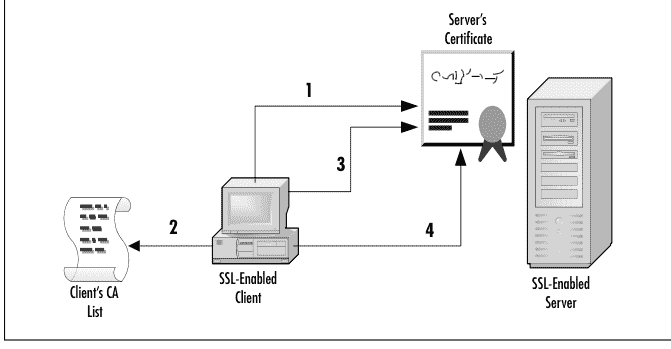 Server's
Certificate
1
3
2
4
Client's CA
List
SSL-Enabled
Client
SSL-Enabled
Server